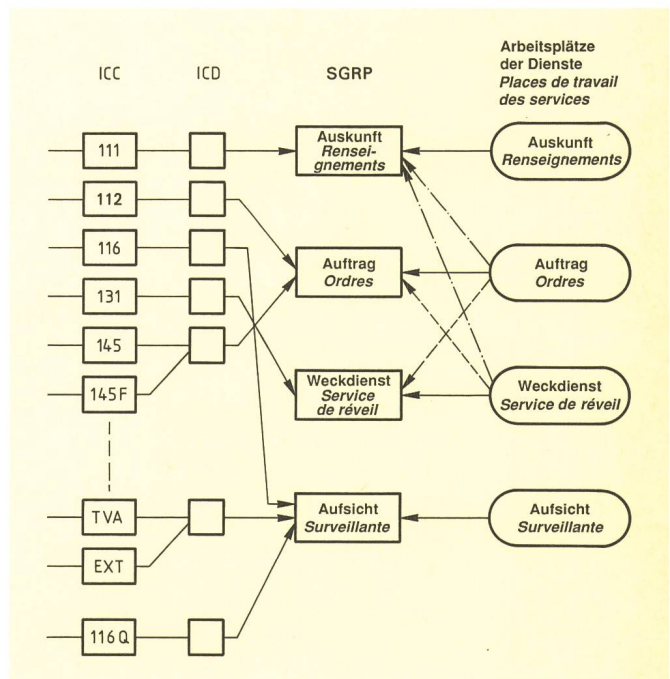 ICC
ICD
SGRP
Arbeitsplätze
der Dienste
Places de travail
des services
111
112
116
131
145
145F
TVA
EXT
116Q
Auskunft
Rensei-
gnements
Auftrag
Ordres
Weckdienst
Service
de réveil
Aufsicht
Surveillante
Auskunft
Renseignements
Auftrag
Ordres
Weckdienst
Service de réveil
Aufsicht
Surveillante